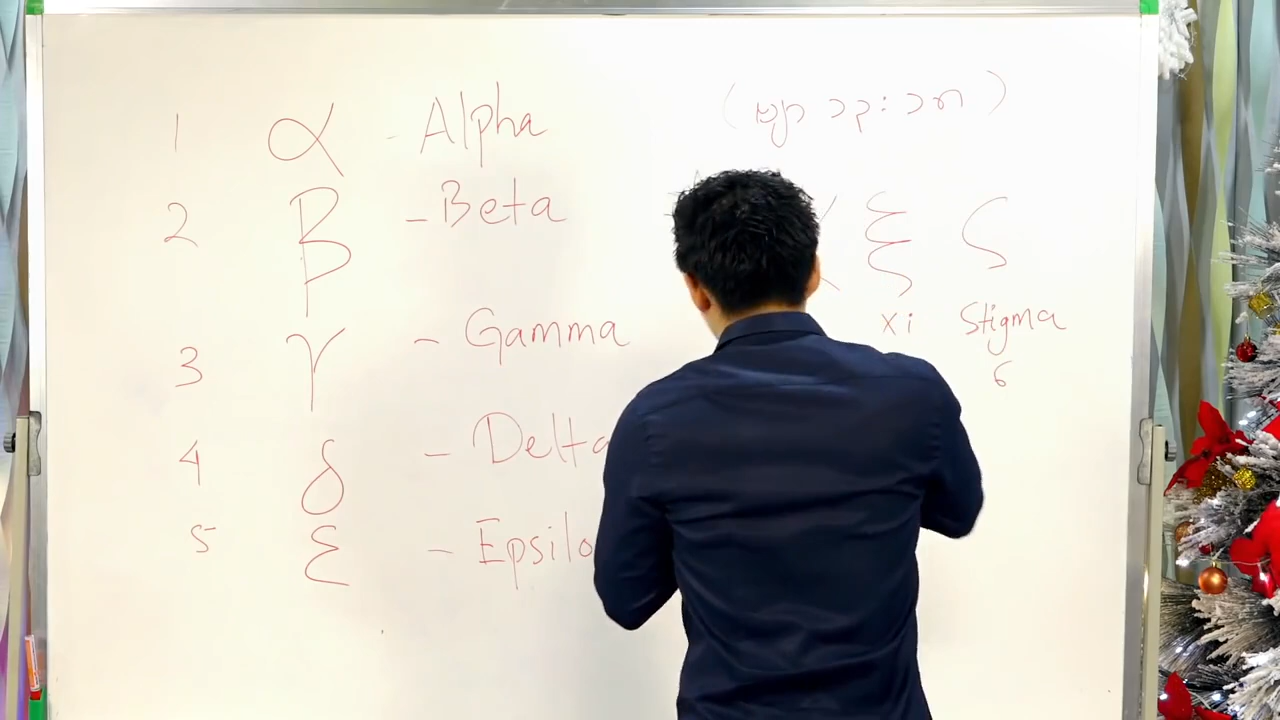 1 α - Alpha
2 β - Beta
3 γ - Gamma
4 δ - Delta
5 ε - Epsilo
χ ξ ϛ
xi Stigma
6